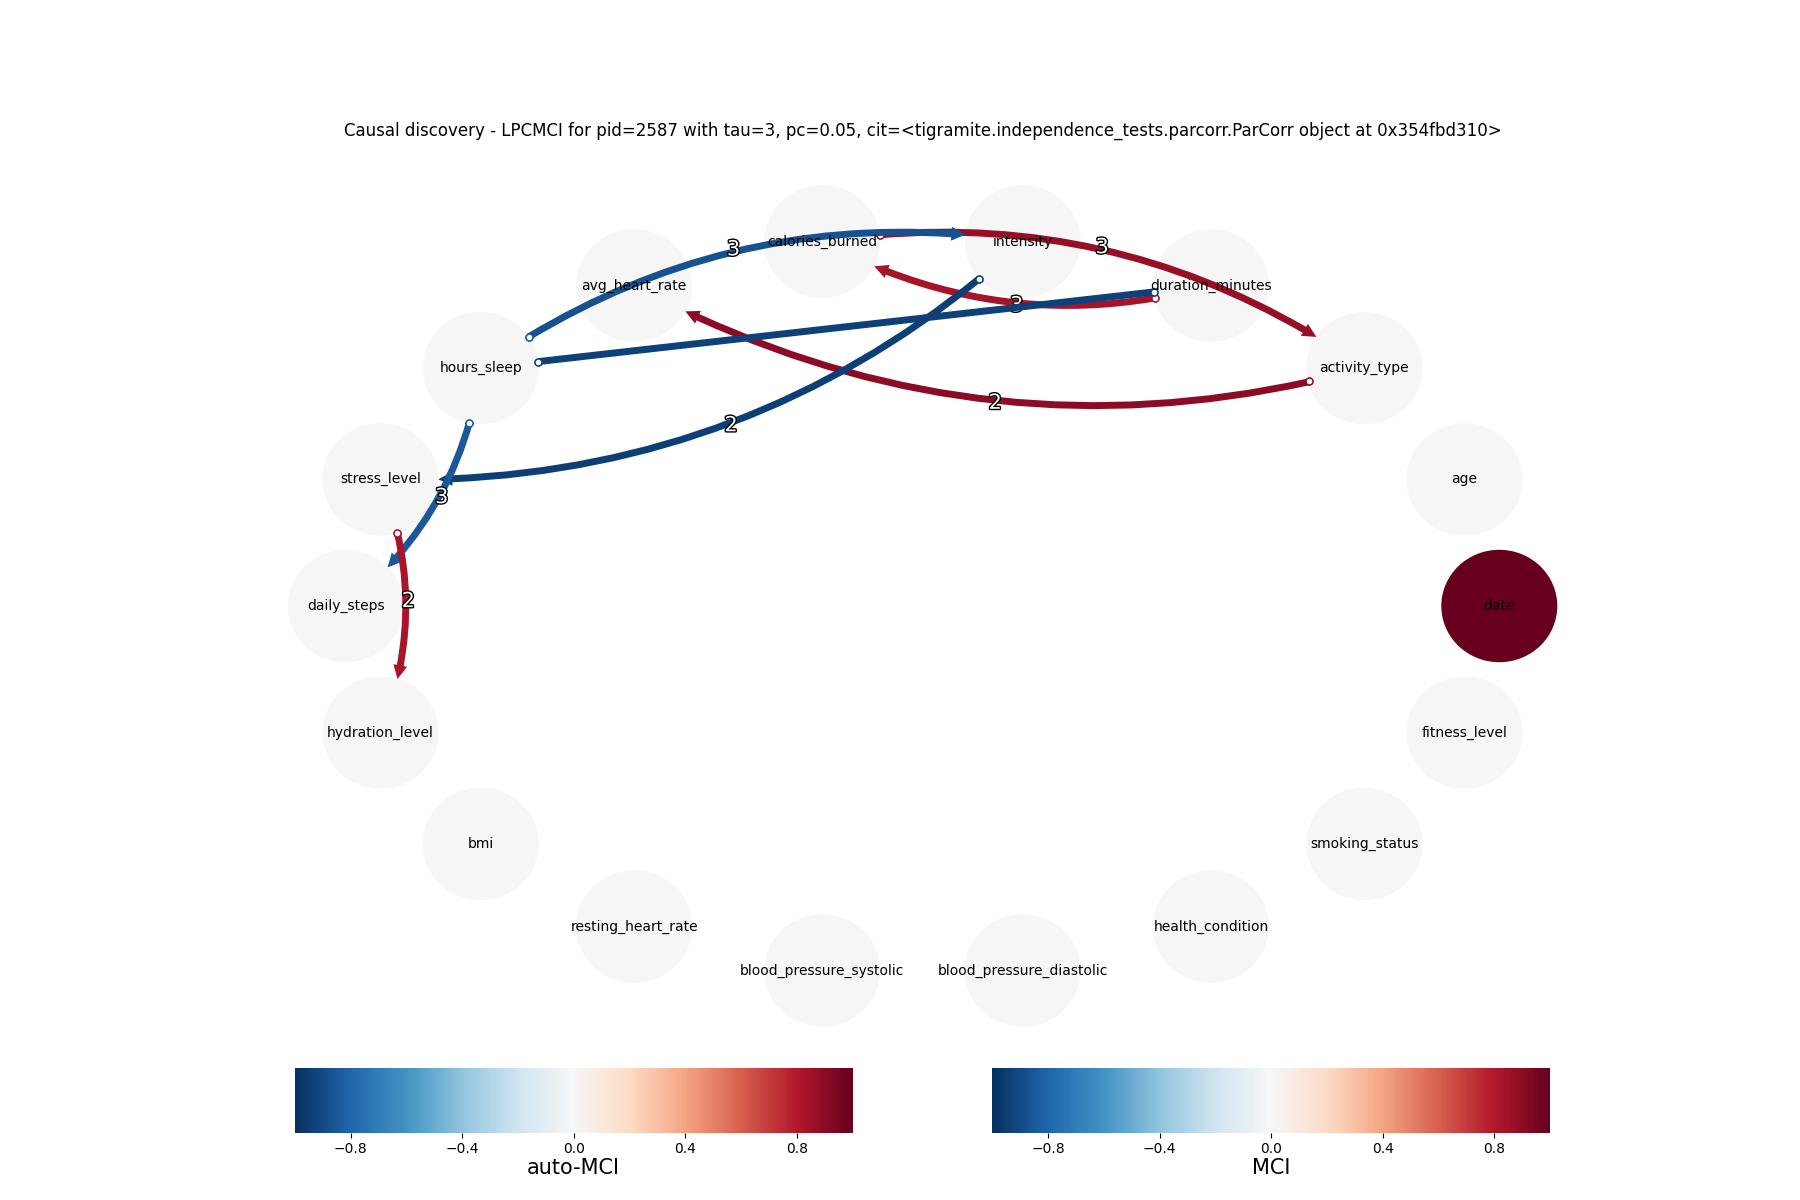 Causal discovery - LPCMCI for pid=2587 with tau=3, pc=0.05, cit=<tigramite.independence_tests.parcorr.ParCorr object at 0x354fbd310>
calories_burned
intensity
3
3
avg_heart_rate
duration_minutes
3
hours_sleep
activity_type
2
2
stress_level
age
3
2
daily_steps
date
hydration_level
fitness_level
bmi
smoking_status
resting_heart_rate
health_condition
blood_pressure_systolic
blood_pressure_diastolic
−0.8 −0.4 0.0 0.4 0.8
auto-MCI
−0.8 −0.4 0.0 0.4 0.8
MCI